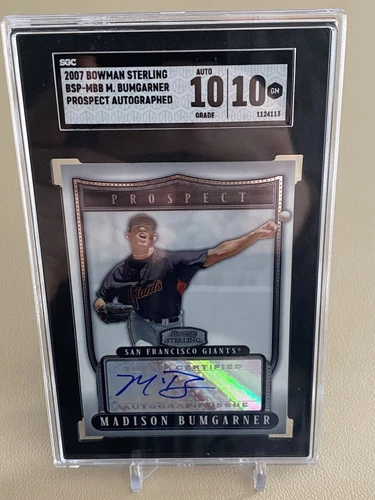 SGC
2007 BOWMAN STERLING
BSP-MBB M. BUMGARNER
PROSPECT AUTOGRAPHED
AUTO
10
GRADE
10
GM
1124113
PROSPECT
Giants
BOWMAN
STERLING
SAN FRANCISCO GIANTS®
CERTIFIED
AUTOGRAPH ISSUE
MADISON BUMGARNER